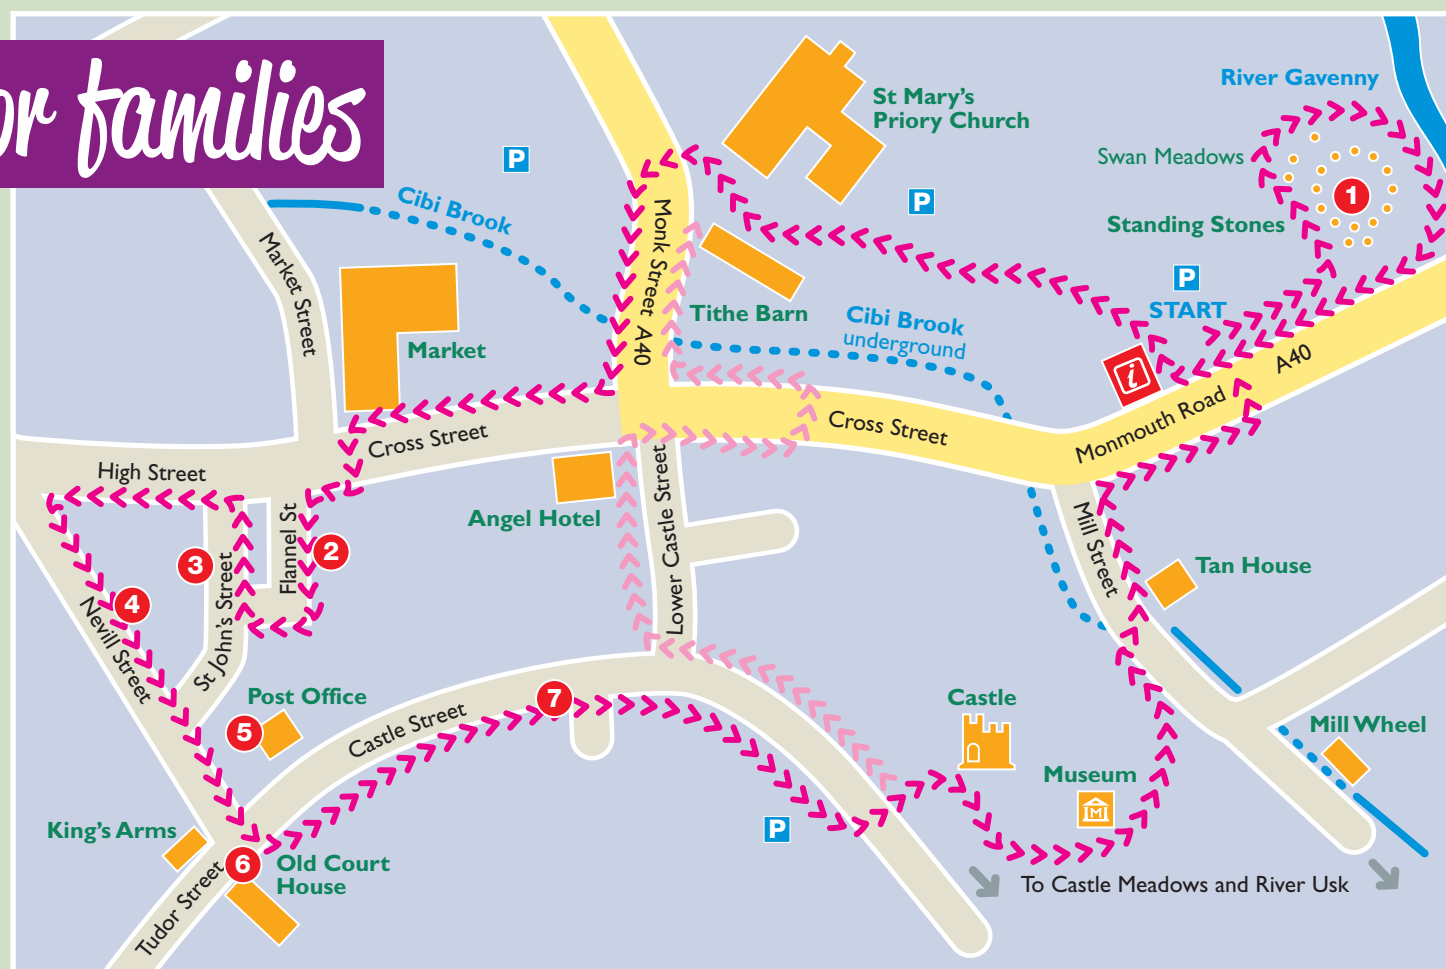 or families
River Gavenny
St Mary's
Priory Church
P
Swan Meadows
1
P
Cibi Brook
Standing Stones
Monk Street A40
Market Street
P
START
Tithe Barn
Cibi Brook
underground
Market
i
A40
Monmouth Road
Cross Street
Cross Street
High Street
Angel Hotel
Lower Castle Street
Mill Street
Flannel St
2
3
St John's Street
Tan House
4
Nevill Street
Post Office
5
7
Castle Street
Castle
Mill Wheel
Museum
M
P
King's Arms
6
Old Court
House
Tudor Street
To Castle Meadows and River Usk